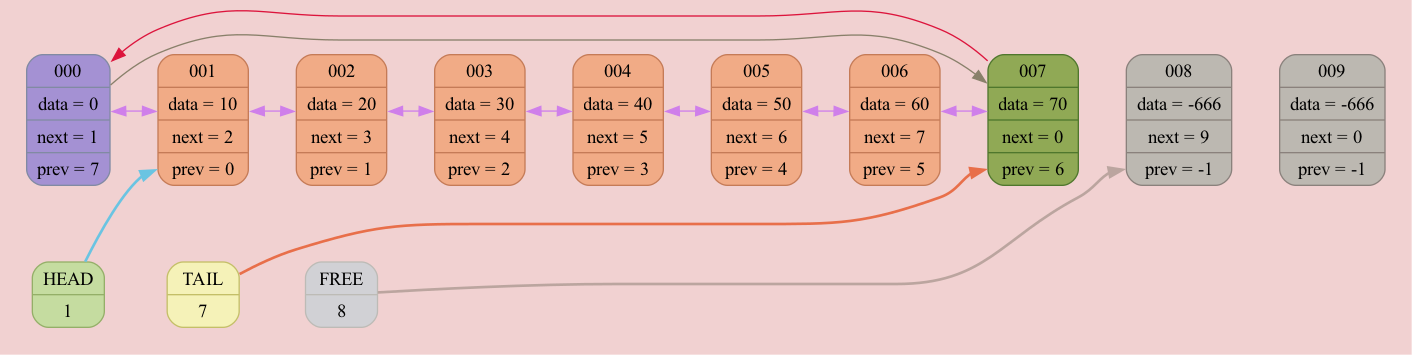 000
data = 0
next = 1
prev = 7
001
data = 10
next = 2
prev = 0
002
data = 20
next = 3
prev = 1
003
data = 30
next = 4
prev = 2
004
data = 40
next = 5
prev = 3
005
data = 50
next = 6
prev = 4
006
data = 60
next = 7
prev = 5
007
data = 70
next = 0
prev = 6
008
data = -666
next = 9
prev = -1
009
data = -666
next = 0
prev = -1
HEAD
1
TAIL
7
FREE
8